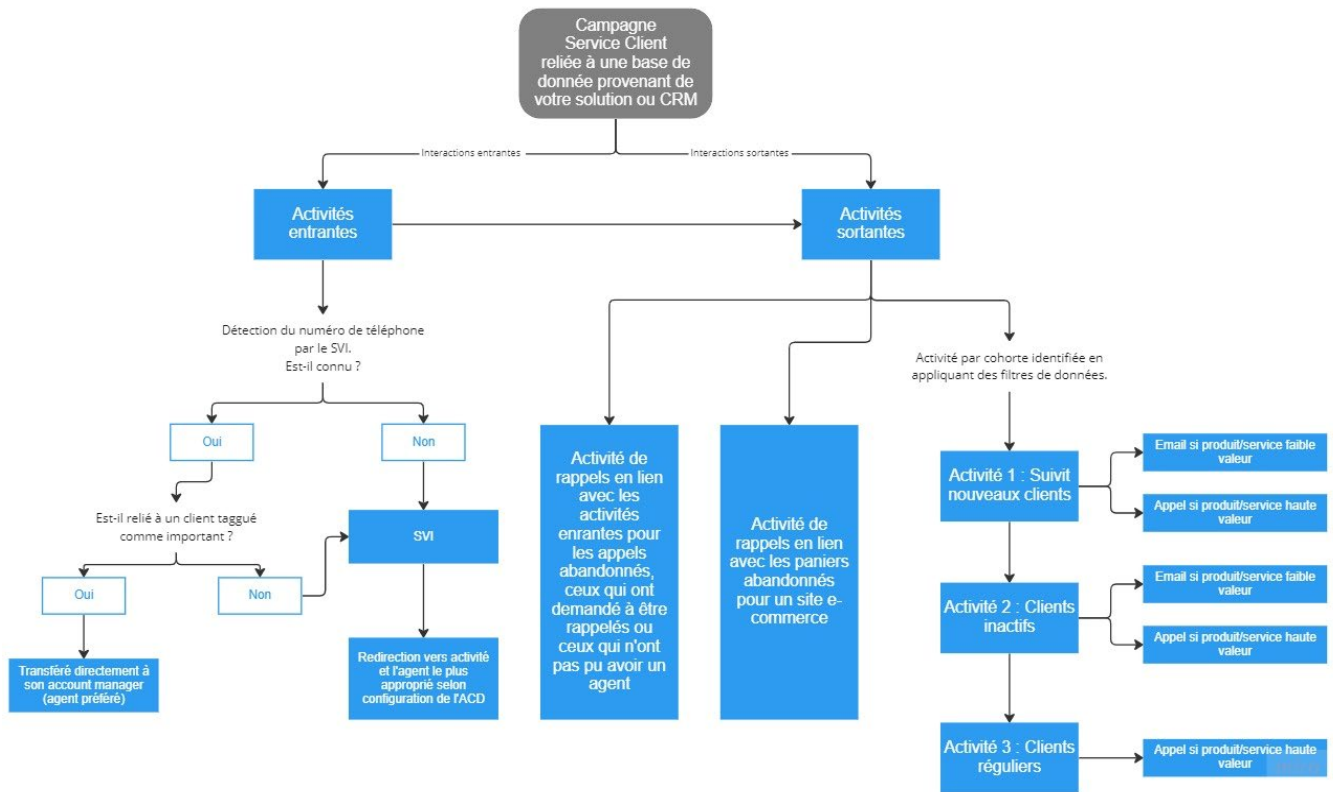 Campagne
Service Client
reliée à une base de
donnée provenant de
votre solution ou CRM
Interactions entrantes
Interactions sortantes
Activités
entrantes
Activités
sortantes
Détection du numéro de téléphone
par le SVI.
Est-il connu ?
Oui
Non
Est-il relié à un client taggué
comme important ?
Oui
Non
SVI
Transféré directement à
son account manager
(agent préféré)
Redirection vers activité
et l'agent le plus
approprié selon
configuration de l'ACD
Activité de
rappels en lien
avec les
activités
enrantes pour
les appels
abandonnés,
ceux qui ont
demandé à être
rappelés ou
ceux qui n'ont
pas pu avoir un
agent
Activité de
rappels en lien
avec les paniers
abandonnés
pour un site e-
commerce
Activité par cohorte identifiée en
appliquant des filtres de données.
Activité 1 : Suivit
nouveaux clients
Email si produit/service faible
valeur
Appel si produit/service haute
valeur
Activité 2 : Clients
inactifs
Email si produit/service faible
valeur
Appel si produit/service haute
valeur
Activité 3 : Clients
réguliers
Appel si produit/service haute
valeur